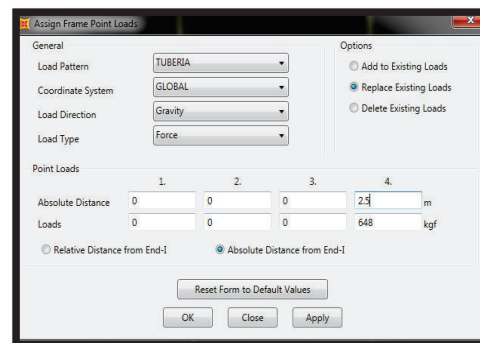 Assign Frame Point Loads
General
Load Pattern TUBERIA
Coordinate System GLOBAL
Load Direction Gravity
Load Type Force
Options
Add to Existing Loads
Replace Existing Loads
Delete Existing Loads
Point Loads
1. 2. 3. 4.
Absolute Distance 0 0 0 2.5 m
Loads 0 0 0 648 kgf
Relative Distance from End-I Absolute Distance from End-I
Reset Form to Default Values
OK Close Apply